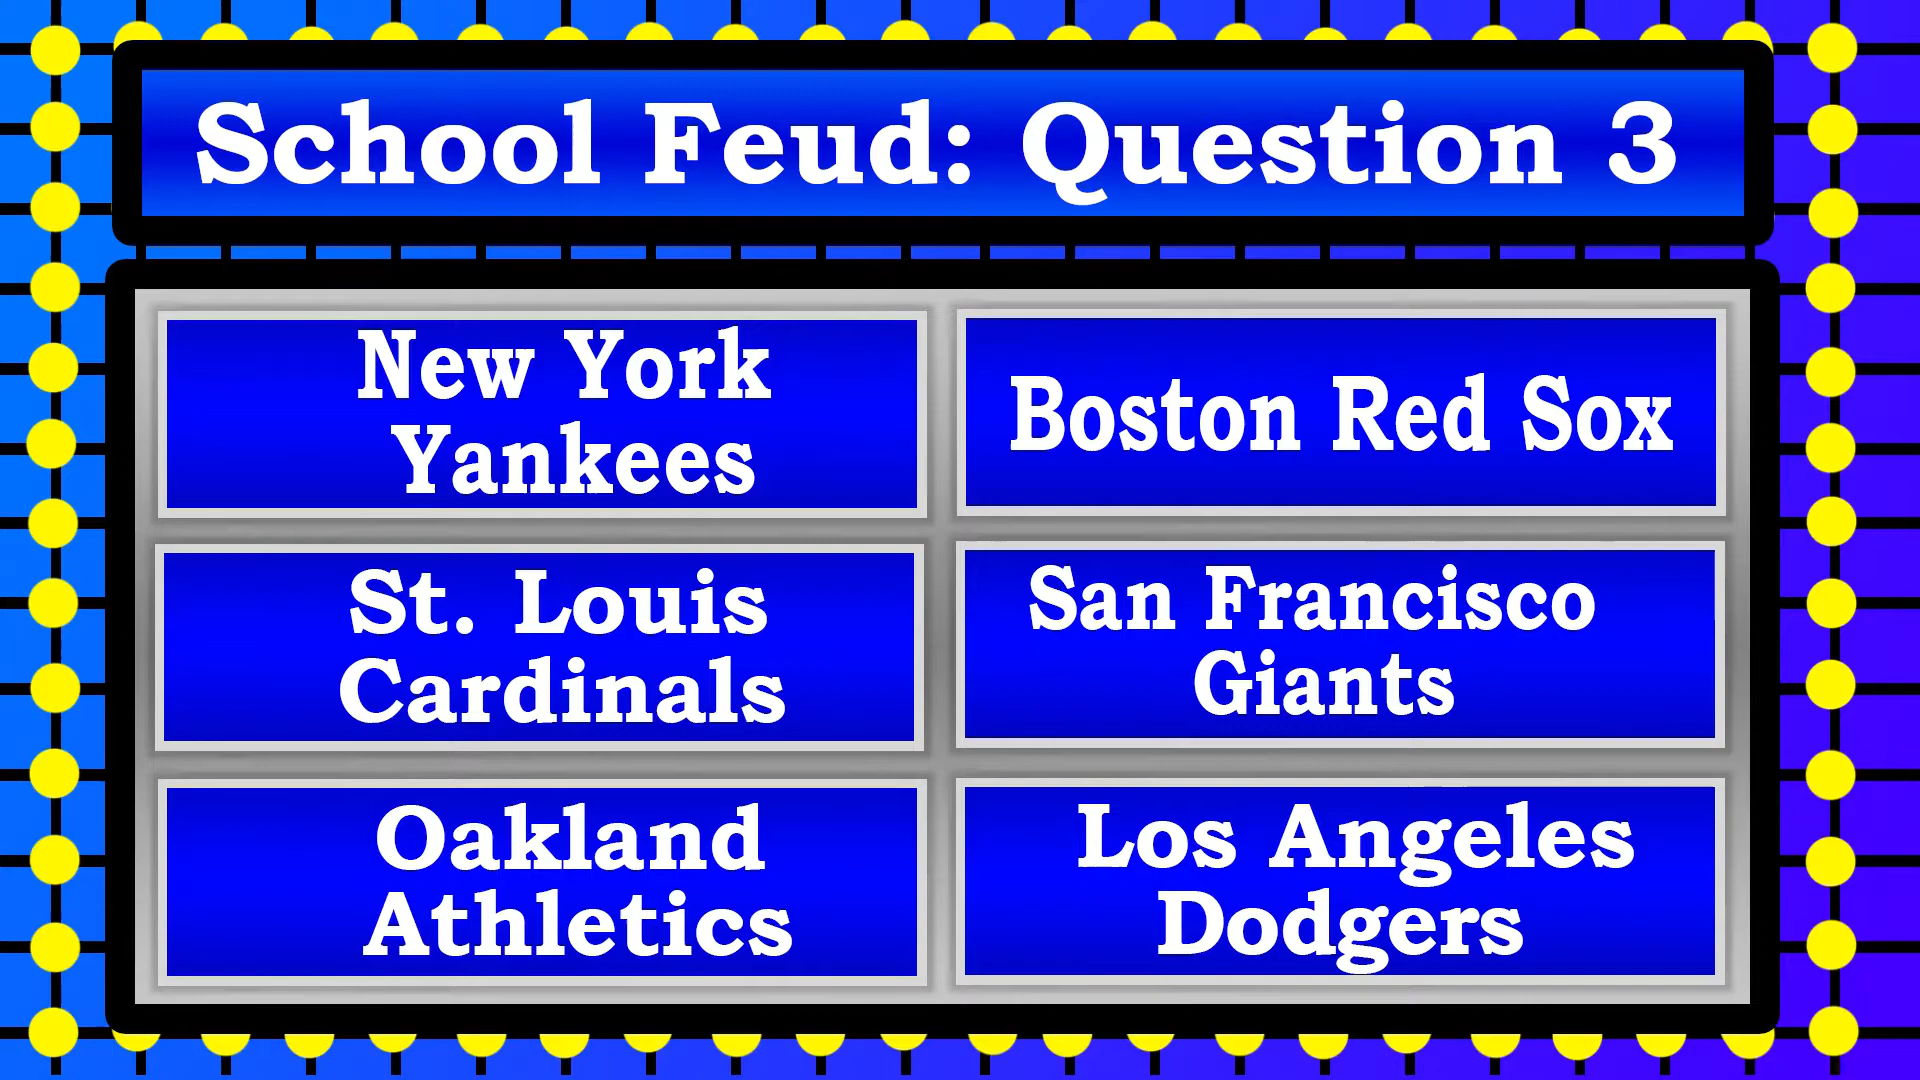 School Feud: Question 3
New York
Yankees
Boston Red Sox
St. Louis
Cardinals
San Francisco
Giants
Oakland
Athletics
Los Angeles
Dodgers